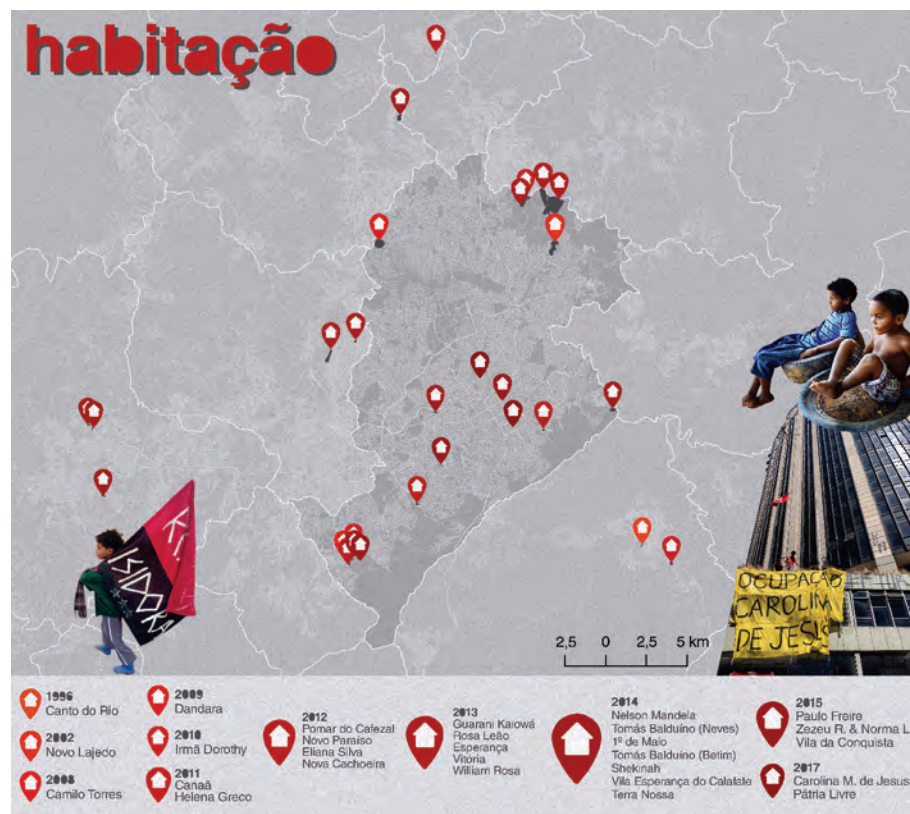 habitação
ISIDORA
OCUPAÇÃO
CAROLINA
DE JESUS
2,5 0 2,5 5 km
1996
Canto do Rio
2002
Novo Lajedo
2008
Camilo Torres
2009
Dandara
2010
Irmã Dorothy
2011
Canaã
Helena Greco
2012
Pomar do Cafezal
Novo Paraíso
Eliana Silva
Nova Cachoeira
2013
Guarani Kaiowá
Rosa Leão
Esperança
Vitória
William Rosa
2014
Nelson Mandela
Tomás Balduíno (Neves)
1º de Maio
Tomás Balduíno (Betim)
Shekinah
Vila Esperança do Calafate
Terra Nossa
2015
Paulo Freire
Zezeu R. & Norma L
Vila da Conquista
2017
Carolina M. de Jesus
Pátria Livre